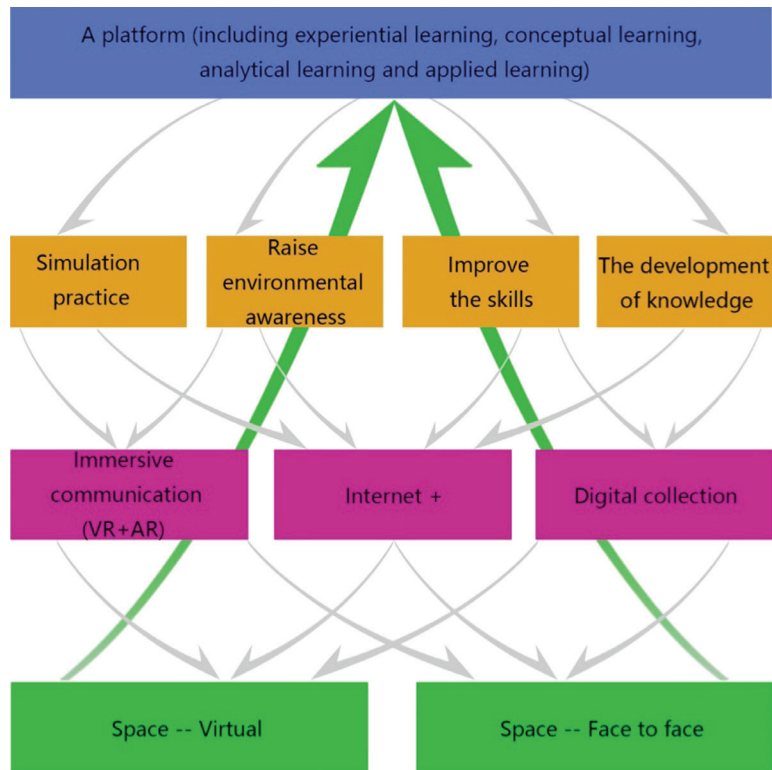 A platform (including experiential learning, conceptual learning,
analytical learning and applied learning)
Simulation
practice
Raise
environmental
awareness
Improve
the skills
The development
of knowledge
Immersive
communication
(VR+AR)
Internet +
Digital collection
Space -- Virtual
Space -- Face to face